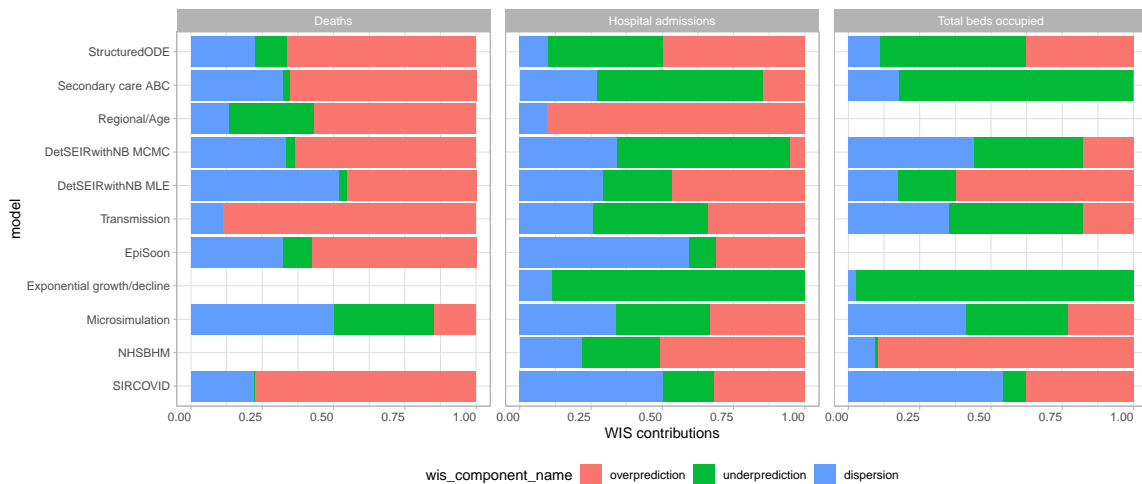 Deaths
Hospital admissions
Total beds occupied
model
StructuredODE
Secondary care ABC
Regional/Age
DetSEIRwithNB MCMC
DetSEIRwithNB MLE
Transmission
EpiSoon
Exponential growth/decline
Microsimulation
NHSBHM
SIRCOVID
0.00 0.25 0.50 0.75 1.00
0.00 0.25 0.50 0.75 1.00
0.00 0.25 0.50 0.75 1.00
WIS contributions
wis_component_name overprediction underprediction dispersion